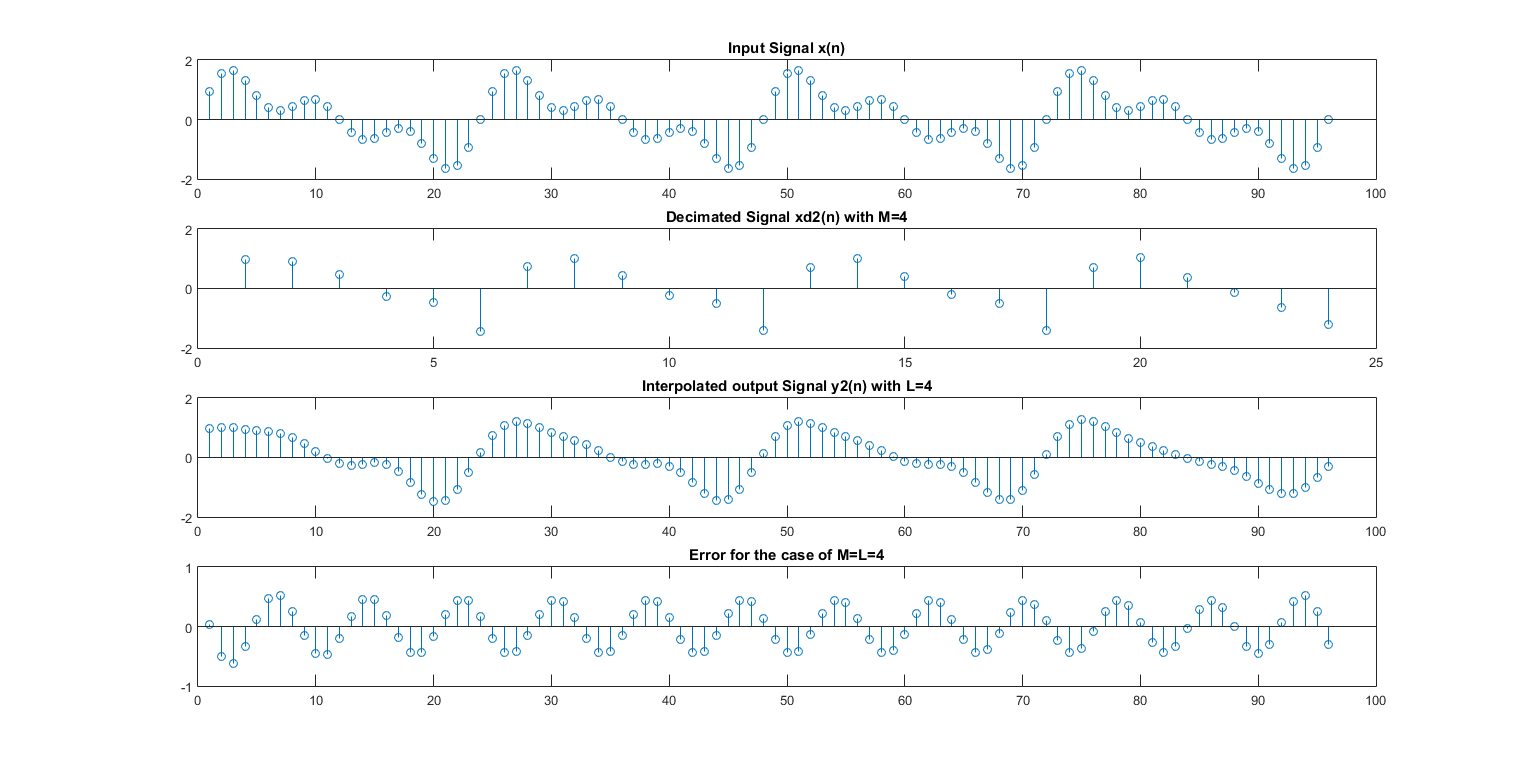 Input Signal x(n)
2
0
-2
0 10 20 30 40 50 60 70 80 90 100
Decimated Signal xd2(n) with M=4
2
0
-2
0 5 10 15 20 25
Interpolated output Signal y2(n) with L=4
2
0
-2
0 10 20 30 40 50 60 70 80 90 100
Error for the case of M=L=4
1
0
-1
0 10 20 30 40 50 60 70 80 90 100